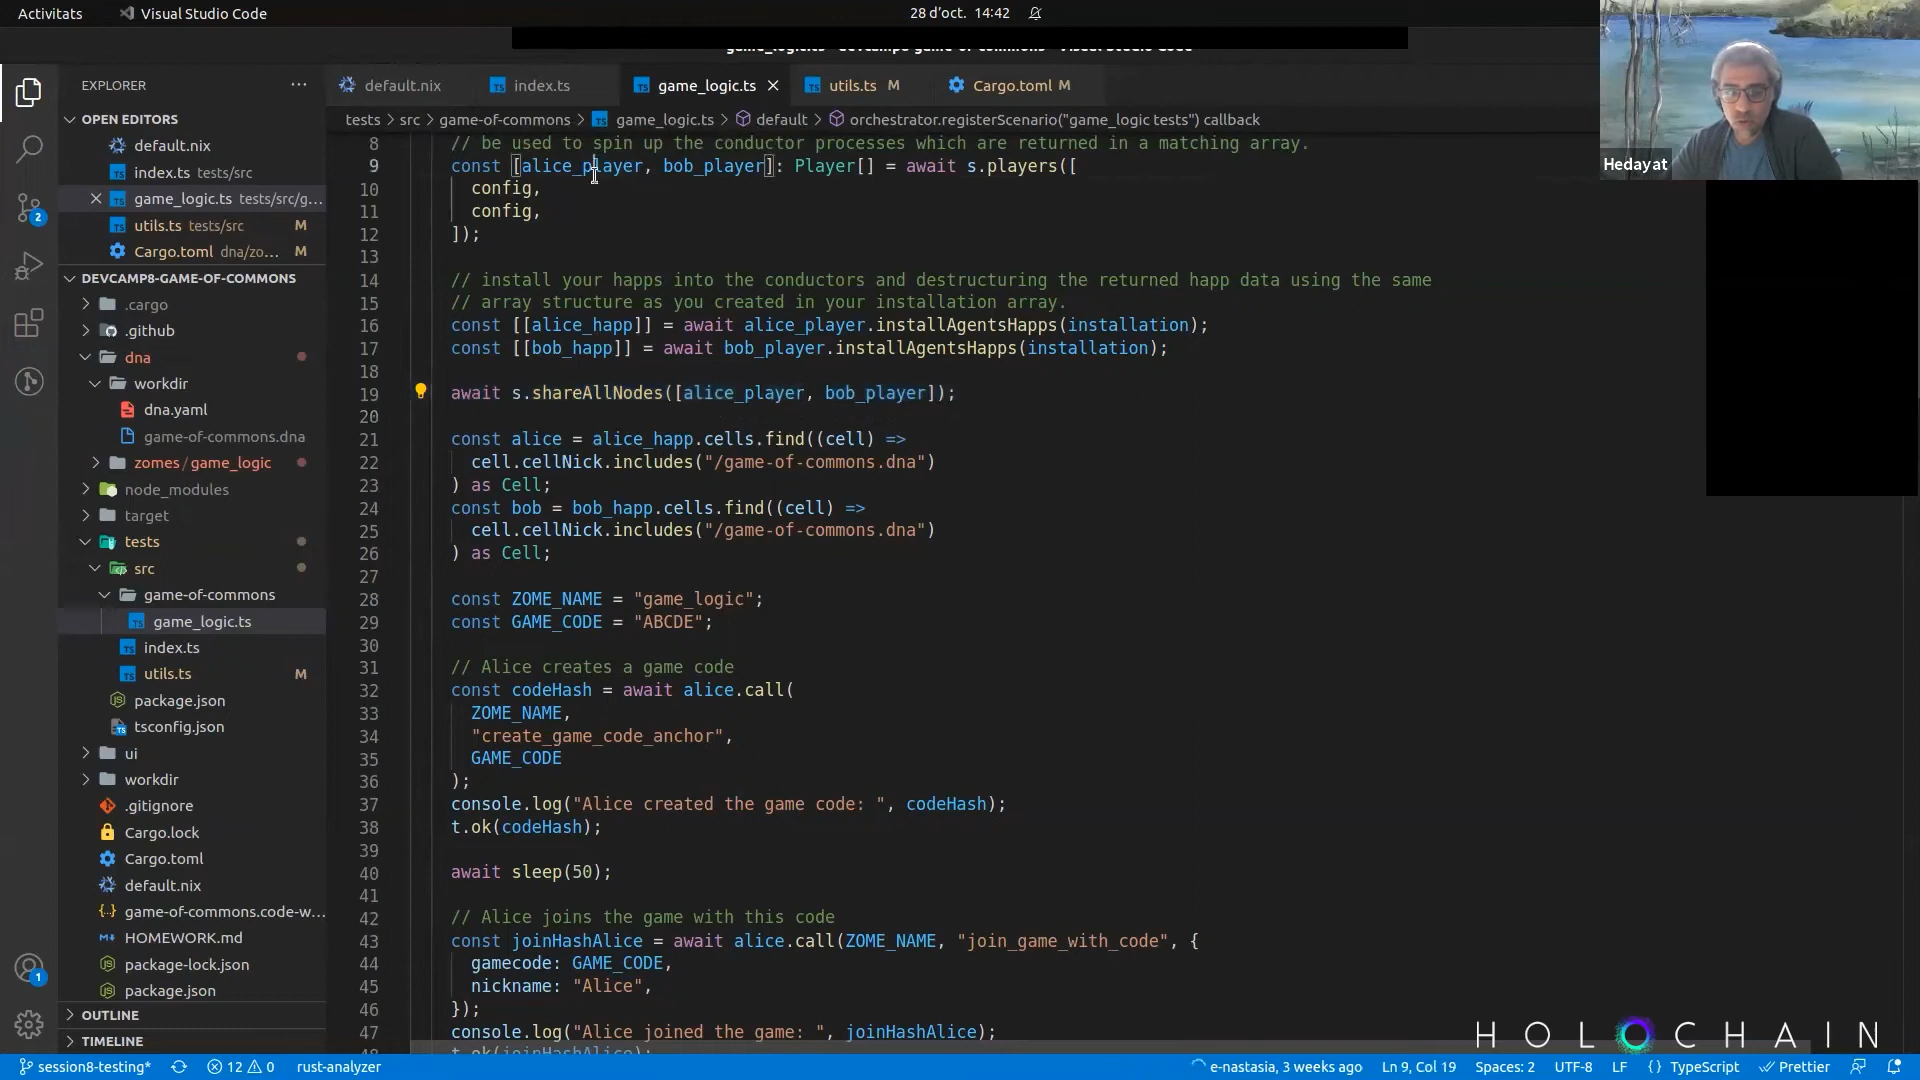 Activitats
Visual Studio Code
28 d'oct. 14:42
Hedayat
EXPLORER
OPEN EDITORS
default.nix
index.ts tests/src
game_logic.ts tests/src/g...
utils.ts tests/src M
Cargo.toml dna/zo... M
DEVCAMP8-GAME-OF-COMMONS
.cargo
.github
dna
workdir
dna.yaml
game-of-commons.dna
zomes/game_logic
node_modules
target
tests
src
game-of-commons
game_logic.ts
index.ts
utils.ts M
package.json
tsconfig.json
ui
workdir
.gitignore
Cargo.lock
Cargo.toml
default.nix
game-of-commons.code-w...
HOMEWORK.md
package-lock.json
package.json
OUTLINE
TIMELINE
default.nix
index.ts
game_logic.ts
utils.ts M
Cargo.toml M
tests > src > game-of-commons > game_logic.ts > default > orchestrator.registerScenario("game_logic tests") callback
8 // be used to spin up the conductor processes which are returned in a matching array.
9 const [alice_player, bob_player]: Player[] = await s.players([
10 config,
11 config,
12 ]);
13
14 // install your happs into the conductors and destructuring the returned happ data using the same
15 // array structure as you created in your installation array.
16 const [[alice_happ]] = await alice_player.installAgentsHapps(installation);
17 const [[bob_happ]] = await bob_player.installAgentsHapps(installation);
18
19 await s.shareAllNodes([alice_player, bob_player]);
20
21 const alice = alice_happ.cells.find((cell) =>
22 cell.cellNick.includes("/game-of-commons.dna")
23 ) as Cell;
24 const bob = bob_happ.cells.find((cell) =>
25 cell.cellNick.includes("/game-of-commons.dna")
26 ) as Cell;
27
28 const ZOME_NAME = "game_logic";
29 const GAME_CODE = "ABCDE";
30
31 // Alice creates a game code
32 const codeHash = await alice.call(
33 ZOME_NAME,
34 "create_game_code_anchor",
35 GAME_CODE
36 );
37 console.log("Alice created the game code: ", codeHash);
38 t.ok(codeHash);
39
40 await sleep(50);
41
42 // Alice joins the game with this code
43 const joinHashAlice = await alice.call(ZOME_NAME, "join_game_with_code", {
44 gamecode: GAME_CODE,
45 nickname: "Alice",
46 });
47 console.log("Alice joined the game: ", joinHashAlice);
HOLOCHAIN
2
1
session8-testing* 12 0 rust-analyzer
e-nastasia, 3 weeks ago Ln 9, Col 19 Spaces: 2 UTF-8 LF {} TypeScript Prettier